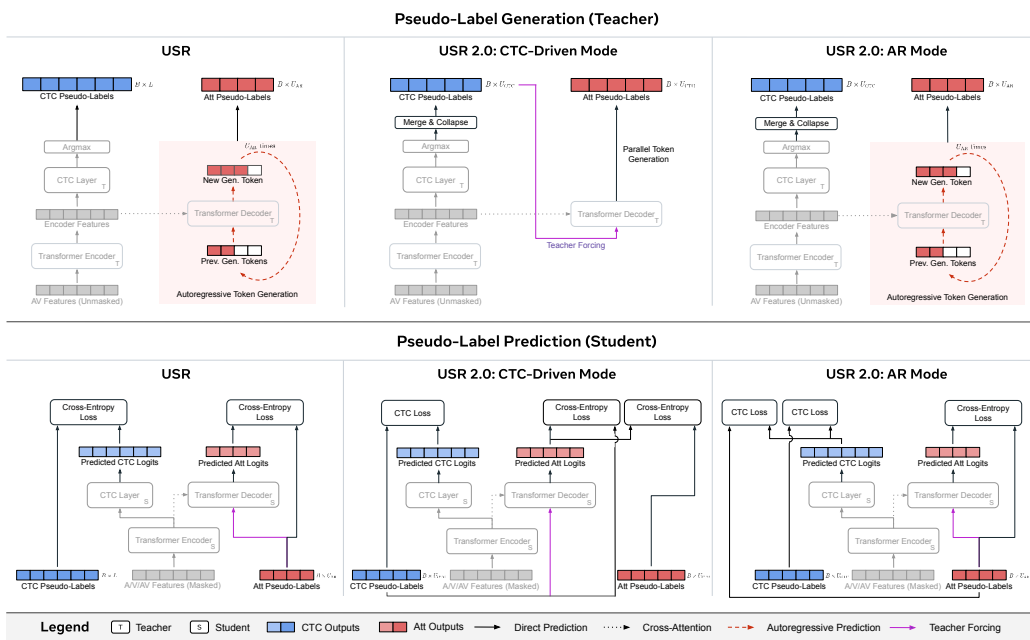 Pseudo-Label Generation (Teacher)
USR
B × L
CTC Pseudo-Labels
B × U_AR
Att Pseudo-Labels
Argmax
CTC Layer
T
Encoder Features
Transformer Encoder
T
AV Features (Unmasked)
U_AR times
New Gen. Token
Transformer Decoder
T
Prev. Gen. Tokens
Autoregressive Token Generation
USR 2.0: CTC-Driven Mode
B × U_CTC
CTC Pseudo-Labels
B × U_CTC
Att Pseudo-Labels
Merge & Collapse
Argmax
CTC Layer
T
Encoder Features
Transformer Encoder
T
AV Features (Unmasked)
Parallel Token
Generation
Transformer Decoder
T
Teacher Forcing
USR 2.0: AR Mode
B × U_CTC
CTC Pseudo-Labels
B × U_AR
Att Pseudo-Labels
Merge & Collapse
Argmax
CTC Layer
T
Encoder Features
Transformer Encoder
T
AV Features (Unmasked)
U_AR times
New Gen. Token
Transformer Decoder
T
Prev. Gen. Tokens
Autoregressive Token Generation
Pseudo-Label Prediction (Student)
USR
Cross-Entropy
Loss
Cross-Entropy
Loss
Predicted CTC Logits
Predicted Att Logits
CTC Layer
S
Transformer Decoder
S
Transformer Encoder
S
CTC Pseudo-Labels
B × L
A/V/AV Features (Masked)
Att Pseudo-Labels
USR 2.0: CTC-Driven Mode
CTC Loss
Cross-Entropy
Loss
Cross-Entropy
Loss
Predicted CTC Logits
Predicted Att Logits
CTC Layer
S
Transformer Decoder
S
Transformer Encoder
S
CTC Pseudo-Labels
A/V/AV Features (Masked)
Att Pseudo-Labels
USR 2.0: AR Mode
CTC Loss
CTC Loss
Cross-Entropy
Loss
Predicted CTC Logits
Predicted Att Logits
CTC Layer
S
Transformer Decoder
S
Transformer Encoder
S
CTC Pseudo-Labels
A/V/AV Features (Masked)
Att Pseudo-Labels
Legend
T
Teacher
S
Student
CTC Outputs
Att Outputs
Direct Prediction
Cross-Attention
Autoregressive Prediction
Teacher Forcing